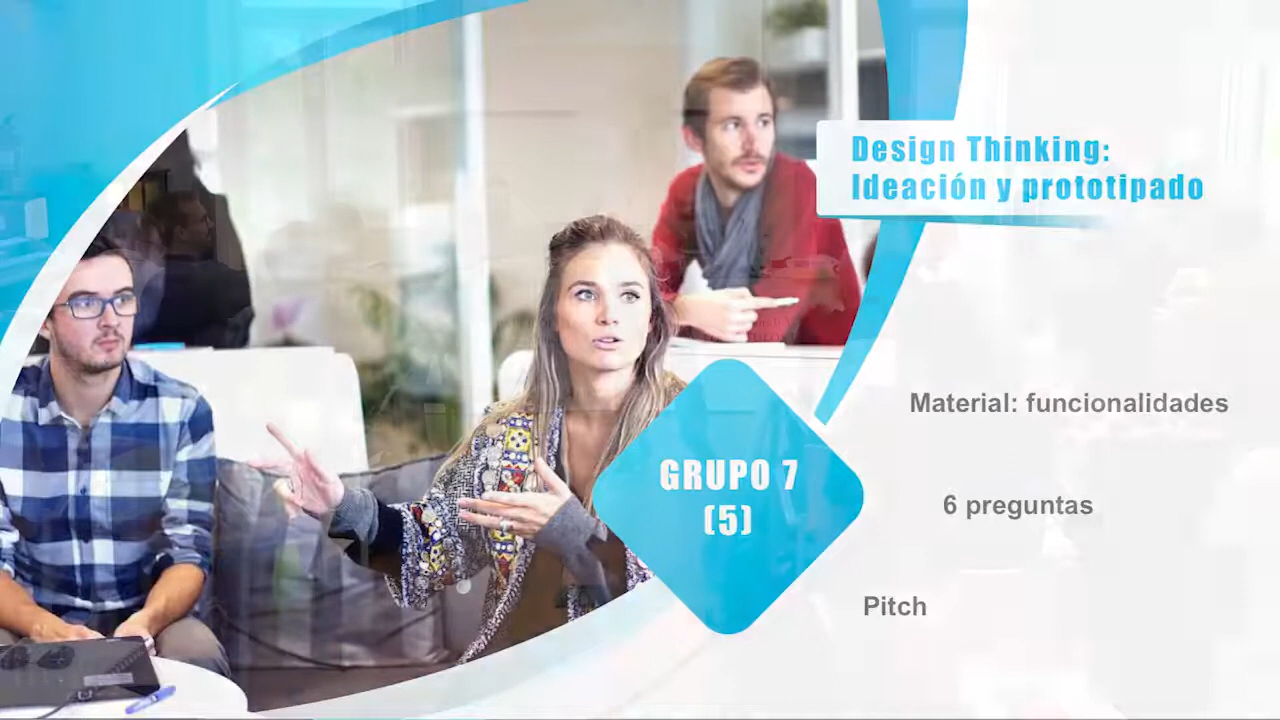 Design Thinking:
Ideación y prototipado
Material: funcionalidades
GRUPO 7
(5)
6 preguntas
Pitch